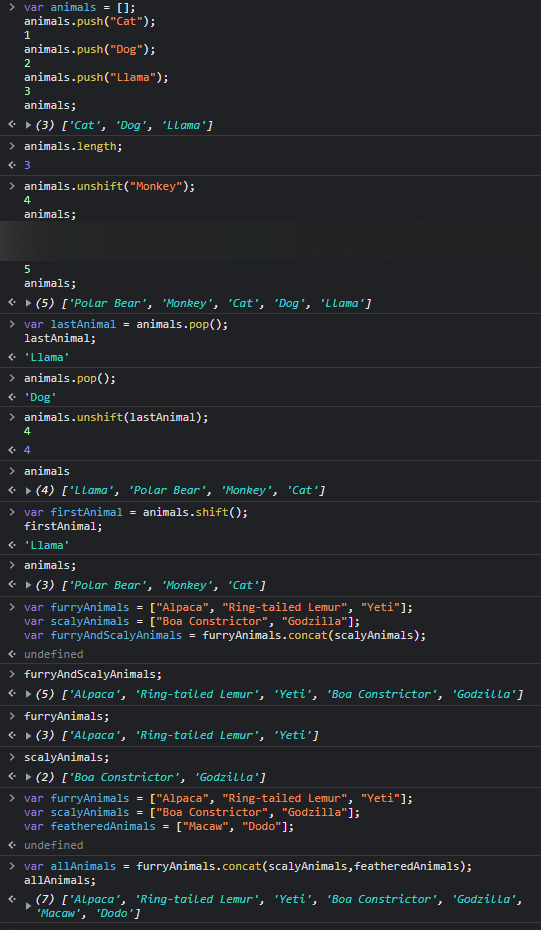 var animals = [];
animals.push("Cat");
1
animals.push("Dog");
2
animals.push("Llama");
3
animals;
(3) ['Cat', 'Dog', 'Llama']
animals.length;
3
animals.unshift("Monkey");
4
animals;
5
animals;
(5) ['Polar Bear', 'Monkey', 'Cat', 'Dog', 'Llama']
var lastAnimal = animals.pop();
lastAnimal;
'Llama'
animals.pop();
'Dog'
animals.unshift(lastAnimal);
4
4
animals
(4) ['Llama', 'Polar Bear', 'Monkey', 'Cat']
var firstAnimal = animals.shift();
firstAnimal;
'Llama'
animals;
(3) ['Polar Bear', 'Monkey', 'Cat']
var furryAnimals = ["Alpaca", "Ring-tailed Lemur", "Yeti"];
var scalyAnimals = ["Boa Constrictor", "Godzilla"];
var furryAndScalyAnimals = furryAnimals.concat(scalyAnimals);
undefined
furryAndScalyAnimals;
(5) ['Alpaca', 'Ring-tailed Lemur', 'Yeti', 'Boa Constrictor', 'Godzilla']
furryAnimals;
(3) ['Alpaca', 'Ring-tailed Lemur', 'Yeti']
scalyAnimals;
(2) ['Boa Constrictor', 'Godzilla']
var furryAnimals = ["Alpaca", "Ring-tailed Lemur", "Yeti"];
var scalyAnimals = ["Boa Constrictor", "Godzilla"];
var featheredAnimals = ["Macaw", "Dodo"];
undefined
var allAnimals = furryAnimals.concat(scalyAnimals,featheredAnimals);
allAnimals;
(7) ['Alpaca', 'Ring-tailed Lemur', 'Yeti', 'Boa Constrictor', 'Godzilla',
'Macaw', 'Dodo']